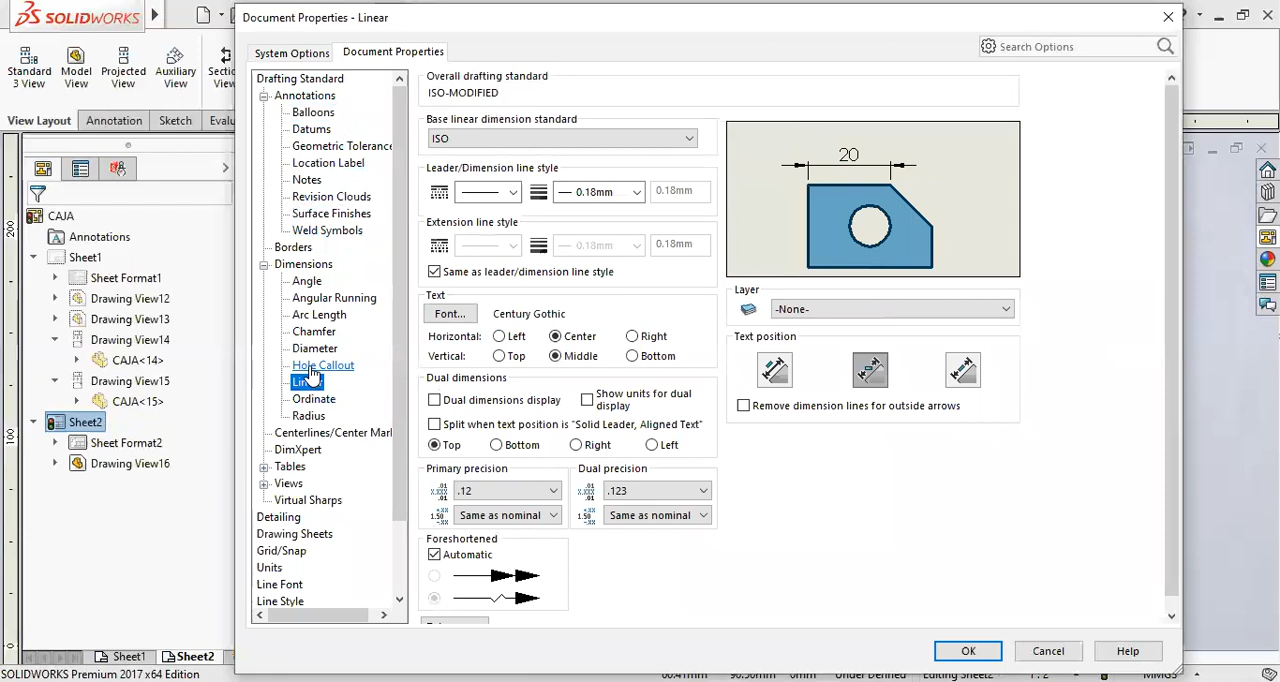 SOLIDWORKS
Document Properties - Linear
System Options
Document Properties
Search Options
Standard
3 View
Model
View
Projected
View
Auxiliary
View
View Layout
Annotation
Sketch
CAJA
Annotations
Sheet1
Sheet Format1
Drawing View12
Drawing View13
Drawing View14
CAJA<14>
Drawing View15
CAJA<15>
Sheet2
Sheet Format2
Drawing View16
200
100
0
Drafting Standard
Annotations
Balloons
Datums
Geometric Tolerance
Location Label
Notes
Revision Clouds
Surface Finishes
Weld Symbols
Borders
Dimensions
Angle
Angular Running
Arc Length
Chamfer
Diameter
Hole Callout
Ordinate
Radius
Centerlines/Center Mar
DimXpert
Tables
Views
Virtual Sharps
Detailing
Drawing Sheets
Grid/Snap
Units
Line Font
Line Style
Overall drafting standard
ISO-MODIFIED
Base linear dimension standard
ISO
Leader/Dimension line style
0.18mm
0.18mm
Extension line style
0.18mm
0.18mm
Same as leader/dimension line style
Text
Font...
Century Gothic
Horizontal:
Left
Center
Right
Vertical:
Top
Middle
Bottom
Dual dimensions
Dual dimensions display
Show units for dual
display
Split when text position is "Solid Leader, Aligned Text"
Top
Bottom
Right
Left
Primary precision
.12
Same as nominal
Dual precision
.123
Same as nominal
Foreshortened
Automatic
20
Layer
-None-
Text position
Remove dimension lines for outside arrows
OK
Cancel
Help
Sheet1
Sheet2
SOLIDWORKS Premium 2017 x64 Edition